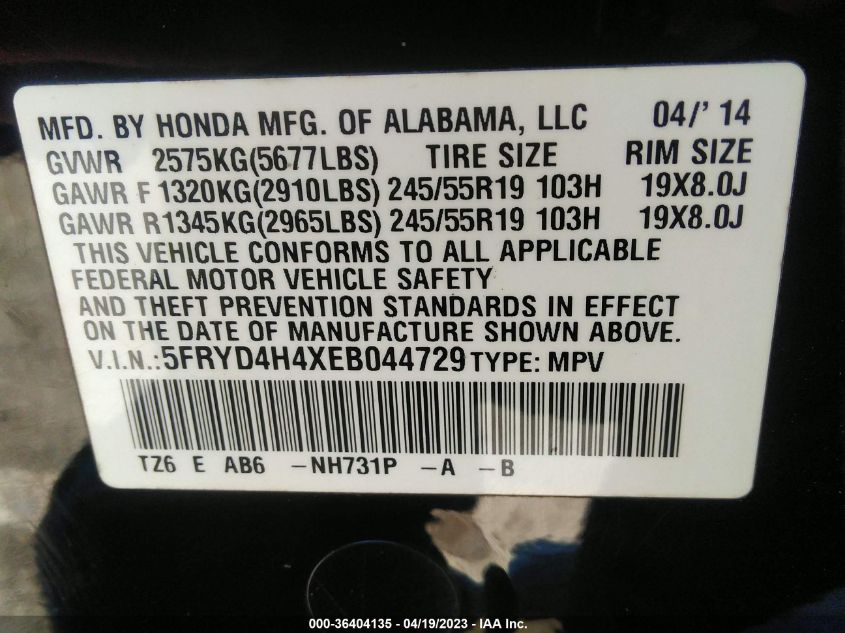 MFD. BY HONDA MFG. OF ALABAMA, LLC 04/' 14
GVWR 2575KG(5677LBS) TIRE SIZE RIM SIZE
GAWR F 1320KG(2910LBS) 245/55R19 103H 19X8.0J
GAWR R1345KG(2965LBS) 245/55R19 103H 19X8.0J
THIS VEHICLE CONFORMS TO ALL APPLICABLE
FEDERAL MOTOR VEHICLE SAFETY
AND THEFT PREVENTION STANDARDS IN EFFECT
ON THE DATE OF MANUFACTURE SHOWN ABOVE.
V.I.N.:5FRYD4H4XEB044729 TYPE: MPV
TZ6 E AB6 -NH731P -A -B
000-36404135 - 04/19/2023 - IAA Inc.